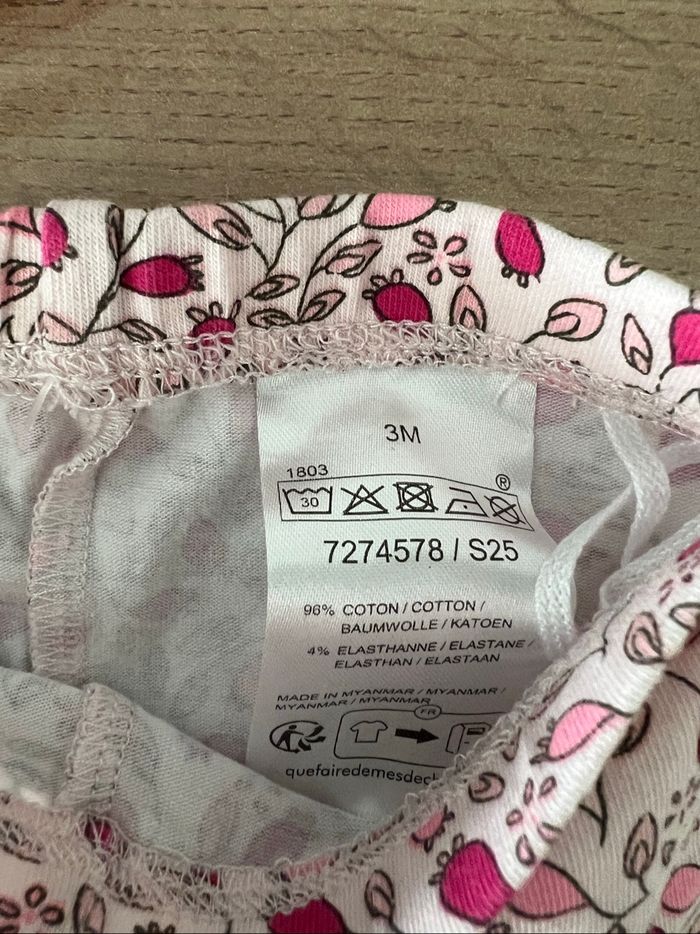 3M
1803
®
30
7274578 / S25
96% COTON / COTTON /
BAUMWOLLE / KATOEN
4% ELASTHANNE / ELASTANE /
ELASTHAN / ELASTAAN
MADE IN MYANMAR / MYANMAR /
MYANMAR / MYANMAR
FR
quefairedemesdec